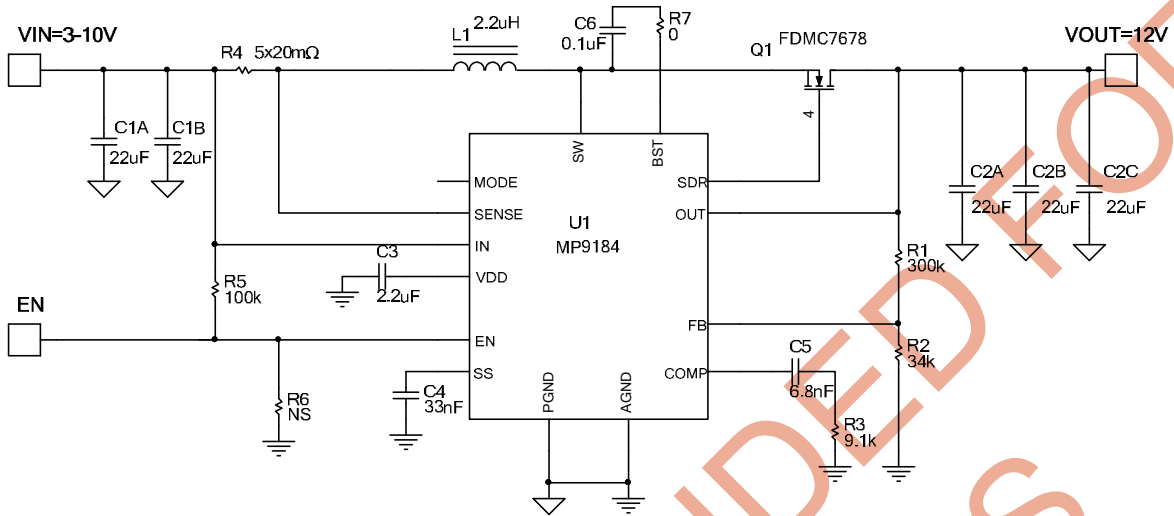 VIN=3-10V
R4 5x20mΩ
2.2uH
L1
C6
0.1uF
R7
0
Q1
FDMC7678
VOUT=12V
4
C1A
22uF
C1B
22uF
SW
BST
MODE
SENSE
IN
VDD
EN
SS
PGND
AGND
SDR
OUT
FB
COMP
U1
MP9184
C2A
22uF
C2B
22uF
C2C
22uF
C3
2.2uF
R5
100k
R1
300k
EN
R2
34k
C5
6.8nF
R6
NS
C4
33nF
R3
9.1k
NDED FOR
S